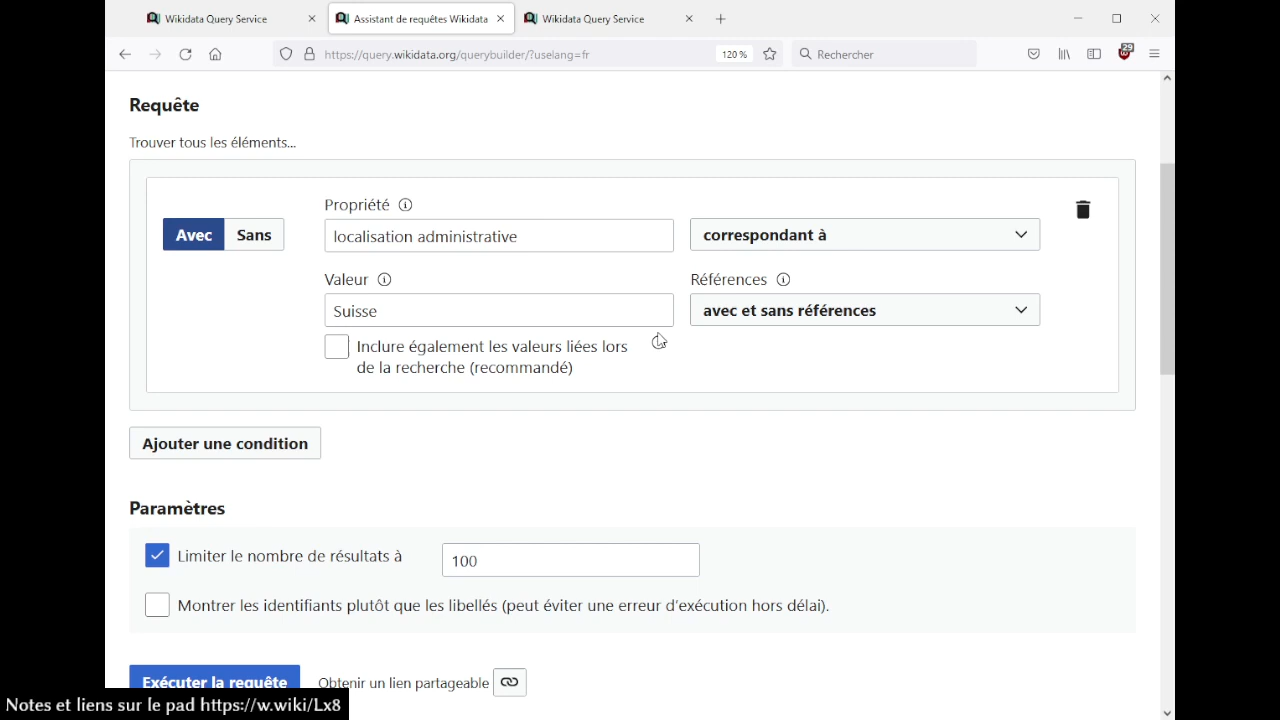 Wikidata Query Service
Assistant de requêtes Wikidata
Wikidata Query Service
https://query.wikidata.org/querybuilder/?uselang=fr
120 %
Rechercher
29
Requête
Trouver tous les éléments...
Propriété
Avec
Sans
localisation administrative
correspondant à
Valeur
Références
Suisse
avec et sans références
Inclure également les valeurs liées lors
de la recherche (recommandé)
Ajouter une condition
Paramètres
Limiter le nombre de résultats à
100
Montrer les identifiants plutôt que les libellés (peut éviter une erreur d'exécution hors délai).
Exécuter la requête
Obtenir un lien partageable
Notes et liens sur le pad https://w.wiki/Lx8